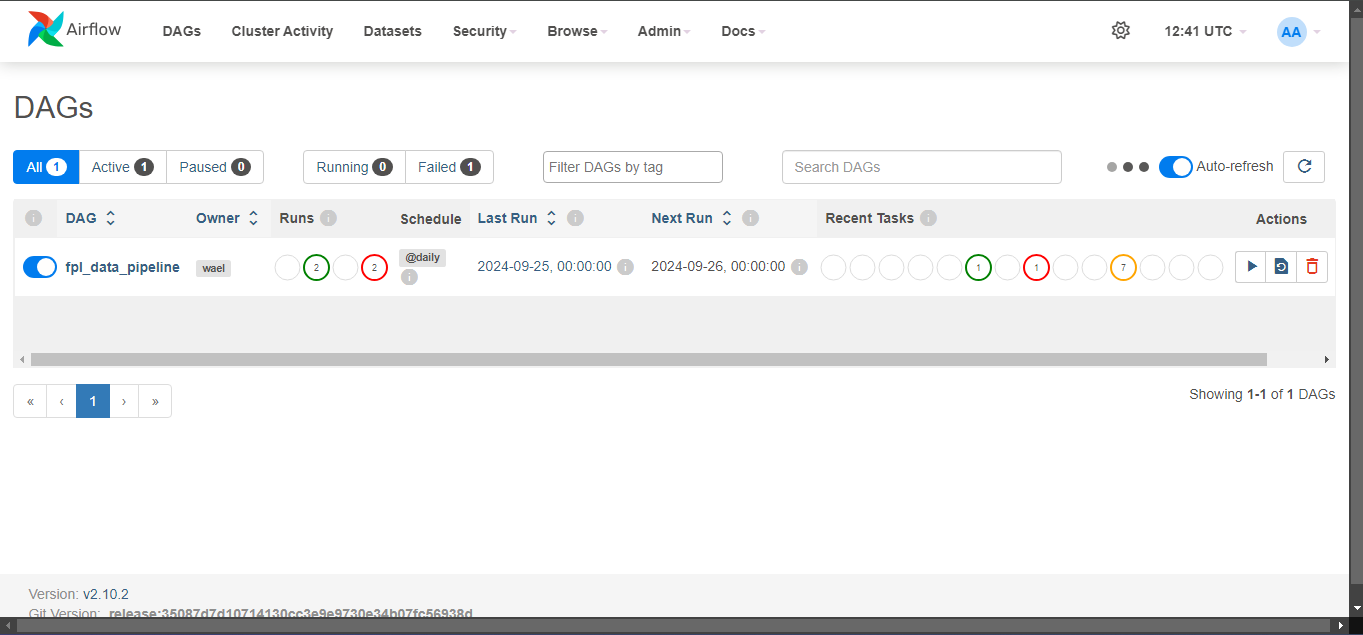 Airflow DAGs Cluster Activity Datasets Security Browse Admin Docs 12:41 UTC AA
DAGs
All 1 Active 1 Paused 0 Running 0 Failed 1 Filter DAGs by tag Search DAGs Auto-refresh
DAG Owner Runs Schedule Last Run Next Run Recent Tasks Actions
fpl_data_pipeline wael 2 2 @daily 2024-09-25, 00:00:00 2024-09-26, 00:00:00 1 1 7
« ‹ 1 › » Showing 1-1 of 1 DAGs
Version: v2.10.2
Git Version: .release:35087d7d10714130cc3e9e9730e34b07fc56938d